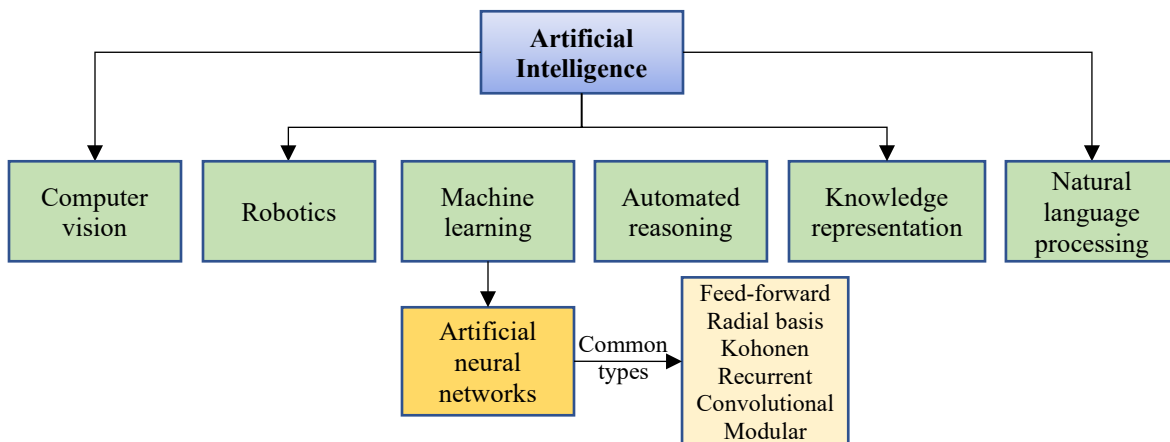 Artificial
Intelligence
Computer
vision
Robotics
Machine
learning
Automated
reasoning
Knowledge
representation
Natural
language
processing
Artificial
neural
networks
Common
types
Feed-forward
Radial basis
Kohonen
Recurrent
Convolutional
Modular